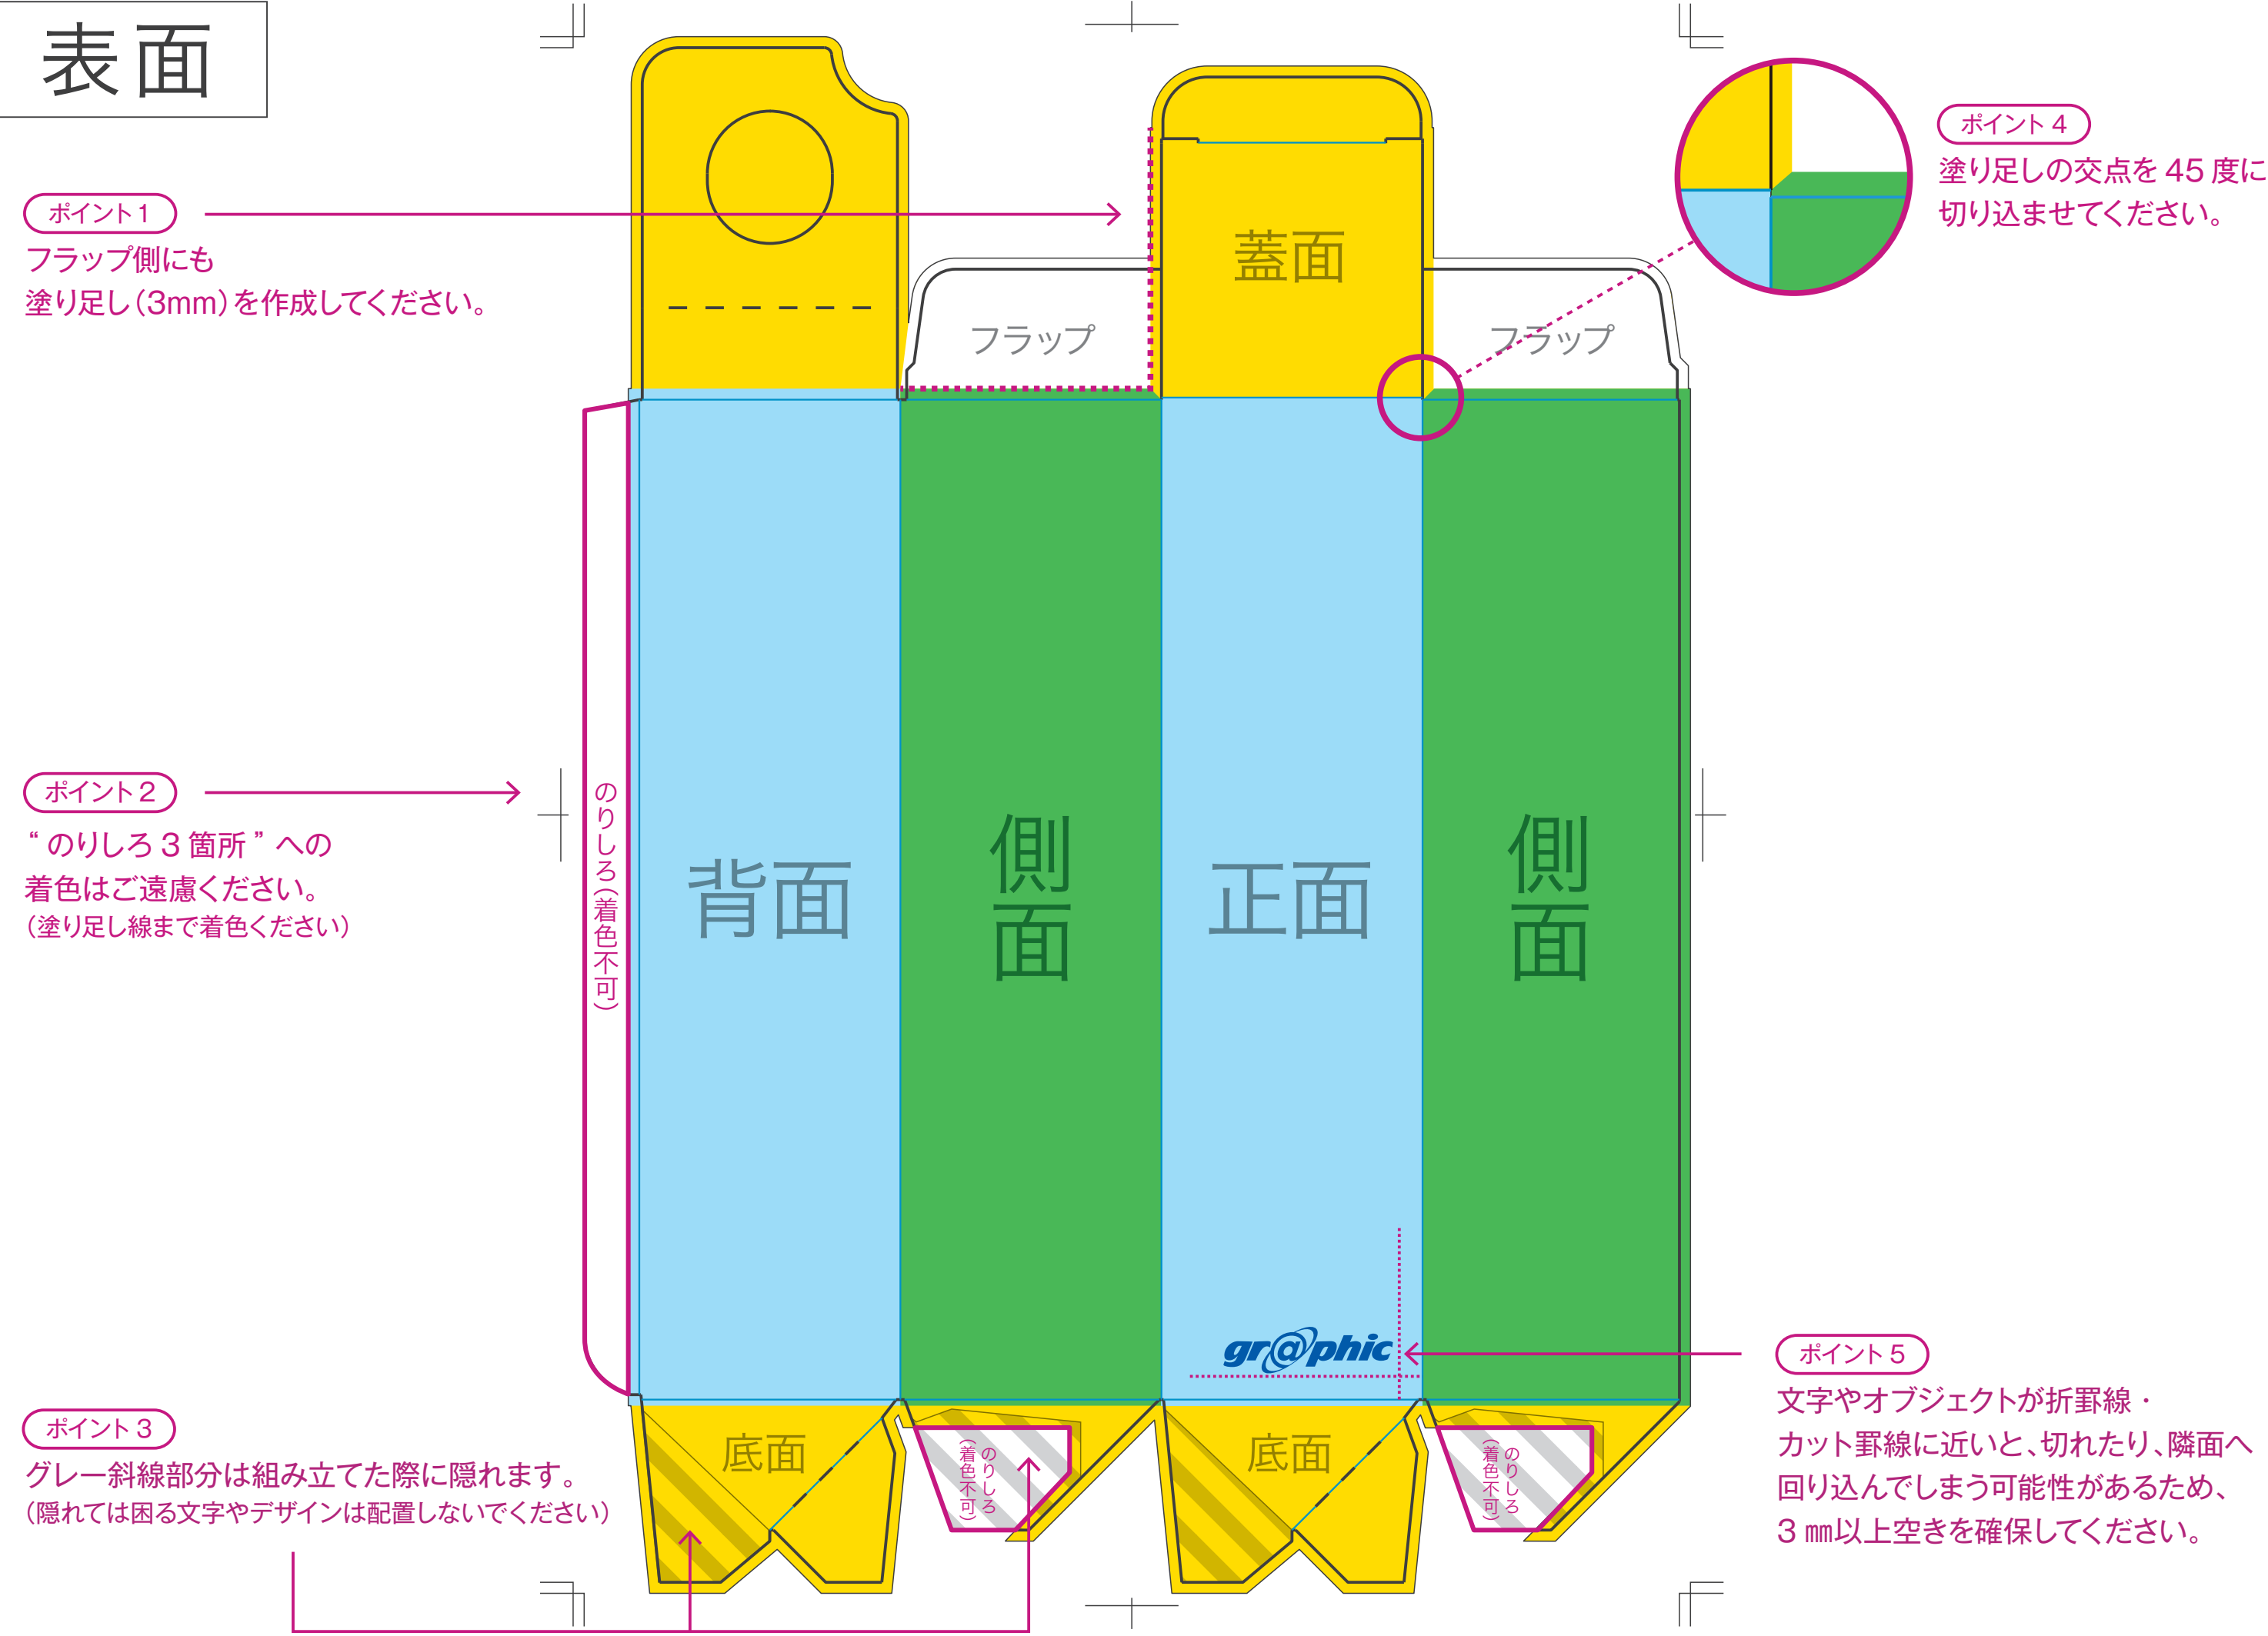 表面
ポイント1
フラップ側にも
塗り足し（3mm）を作成してください。
ポイント2
“のりしろ3箇所”への
着色はご遠慮ください。
（塗り足し線まで着色ください）
ポイント3
グレー斜線部分は組み立てた際に隠れます。
（隠れては困る文字やデザインは配置しないでください）
ポイント4
塗り足しの交点を45度に
切り込ませてください。
ポイント5
文字やオブジェクトが折罫線・
カット罫線に近いと、切れたり、隣面へ
回り込んでしまう可能性があるため、
3㎜以上空きを確保してください。
蓋面
フラップ
フラップ
のりしろ（着色不可）
背面
側面
正面
側面
gr@phic
底面
のりしろ
（着色不可）
底面
のりしろ
（着色不可）